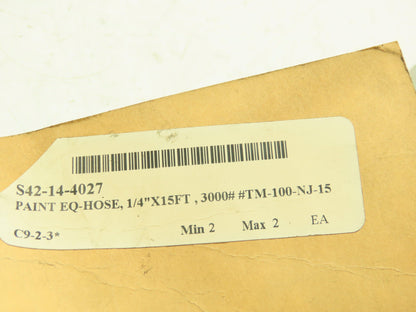 S42-14-4027
PAINT EQ-HOSE, 1/4"X15FT , 3000# #TM-100-NJ-15
C9-2-3* Min 2 Max 2 EA